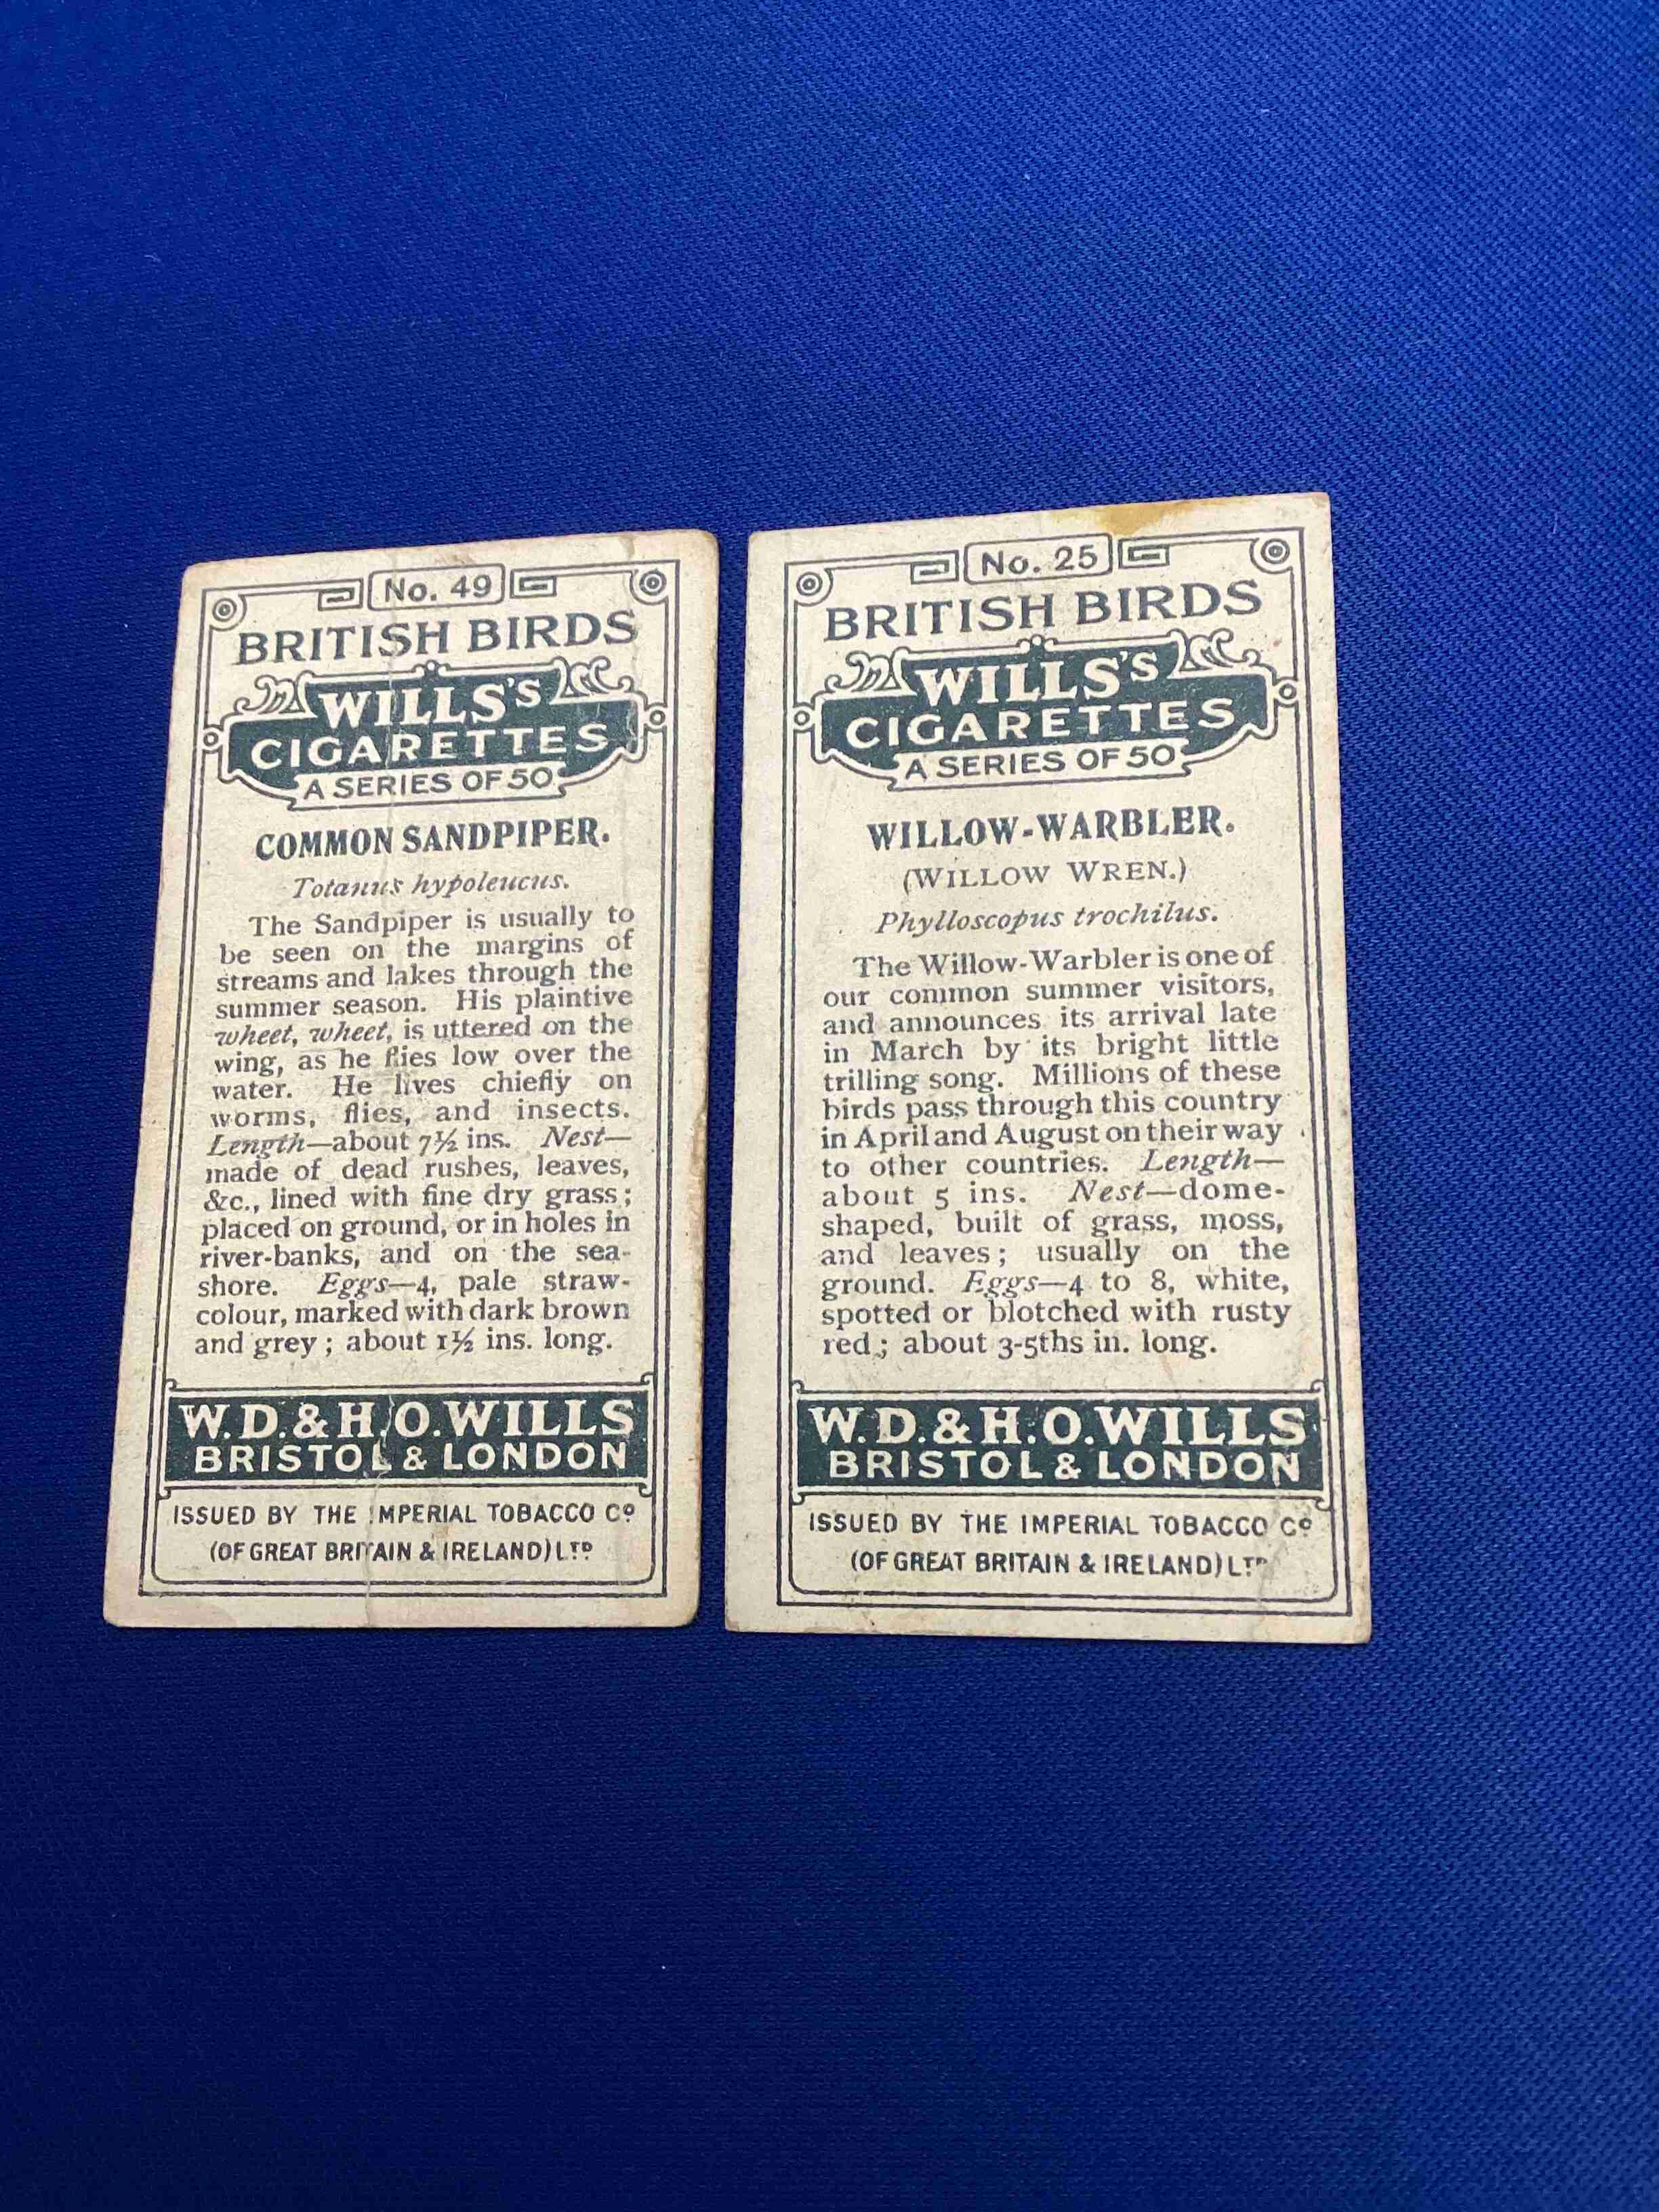 No. 49
BRITISH BIRDS
WILLS'S
CIGARETTES
A SERIES OF 50
COMMON SANDPIPER.
Totanus hypoleucus.
The Sandpiper is usually to
be seen on the margins of
streams and lakes through the
summer season. His plaintive
wheet, wheet, is uttered on the
wing, as he flies low over the
water. He lives chiefly on
worms, flies, and insects.
Length—about 7½ ins. Nest—
made of dead rushes, leaves,
&c., lined with fine dry grass;
placed on ground, or in holes in
river-banks, and on the sea-
shore. Eggs—4, pale straw-
colour, marked with dark brown
and grey; about 1½ ins. long.
W.D.&H.O.WILLS
BRISTOL & LONDON
ISSUED BY THE IMPERIAL TOBACCO Cº
(OF GREAT BRITAIN & IRELAND) LTD
No. 25
BRITISH BIRDS
WILLS'S
CIGARETTES
A SERIES OF 50
WILLOW-WARBLER.
(WILLOW WREN.)
Phylloscopus trochilus.
The Willow-Warbler is one of
our common summer visitors,
and announces its arrival late
in March by its bright little
trilling song. Millions of these
birds pass through this country
in April and August on their way
to other countries. Length—
about 5 ins. Nest—dome-
shaped, built of grass, moss,
and leaves; usually on the
ground. Eggs—4 to 8, white,
spotted or blotched with rusty
red; about 3-5ths in. long.
W.D.&H.O.WILLS
BRISTOL & LONDON
ISSUED BY THE IMPERIAL TOBACCO Cº
(OF GREAT BRITAIN & IRELAND) LTD